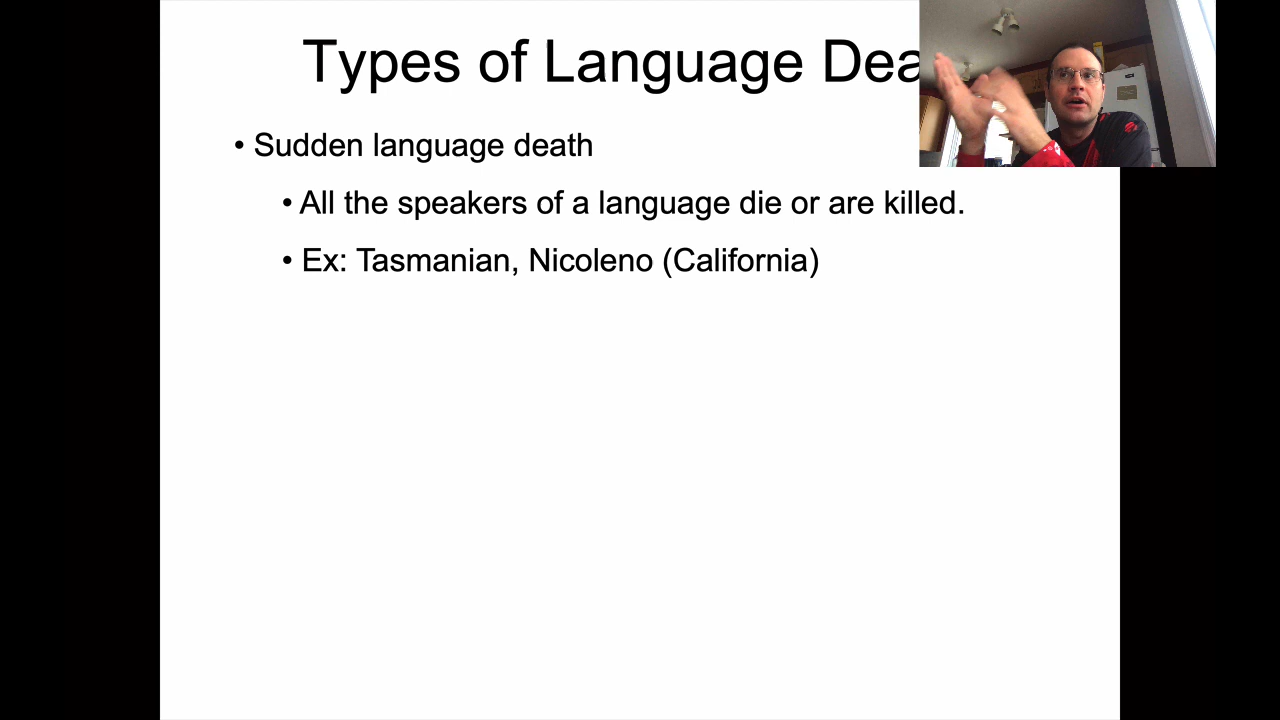 Types of Language Dea
• Sudden language death
• All the speakers of a language die or are killed.
• Ex: Tasmanian, Nicoleno (California)